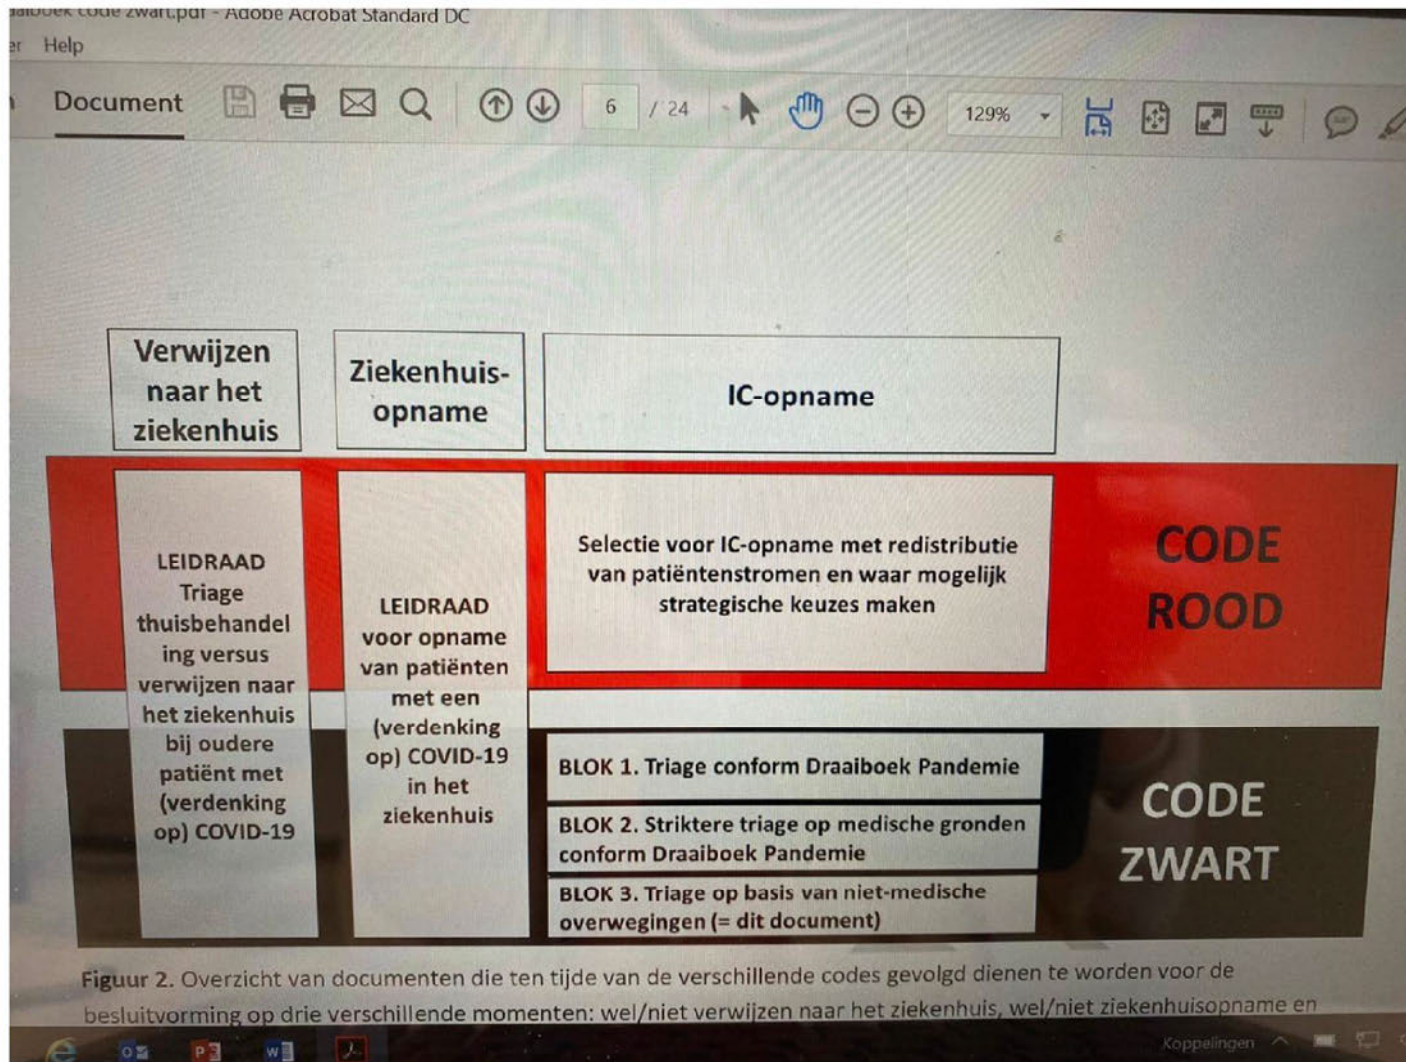 code zwart.pdf - Adobe Acrobat Standard DC
Help
Document
6 / 24
129%
Verwijzen
naar het
ziekenhuis
Ziekenhuis-
opname
IC-opname
LEIDRAAD
Triage
thuisbehandel
ing versus
verwijzen naar
het ziekenhuis
bij oudere
patiënt met
(verdenking
op) COVID-19
LEIDRAAD
voor opname
van patiënten
met een
(verdenking
op) COVID-19
in het
ziekenhuis
Selectie voor IC-opname met redistributie
van patiëntenstromen en waar mogelijk
strategische keuzes maken
CODE
ROOD
BLOK 1. Triage conform Draaiboek Pandemie
BLOK 2. Striktere triage op medische gronden
conform Draaiboek Pandemie
BLOK 3. Triage op basis van niet-medische
overwegingen (= dit document)
CODE
ZWART
Figuur 2. Overzicht van documenten die ten tijde van de verschillende codes gevolgd dienen te worden voor de
besluitvorming op drie verschillende momenten: wel/niet verwijzen naar het ziekenhuis, wel/niet ziekenhuisopname en
Koppelingen